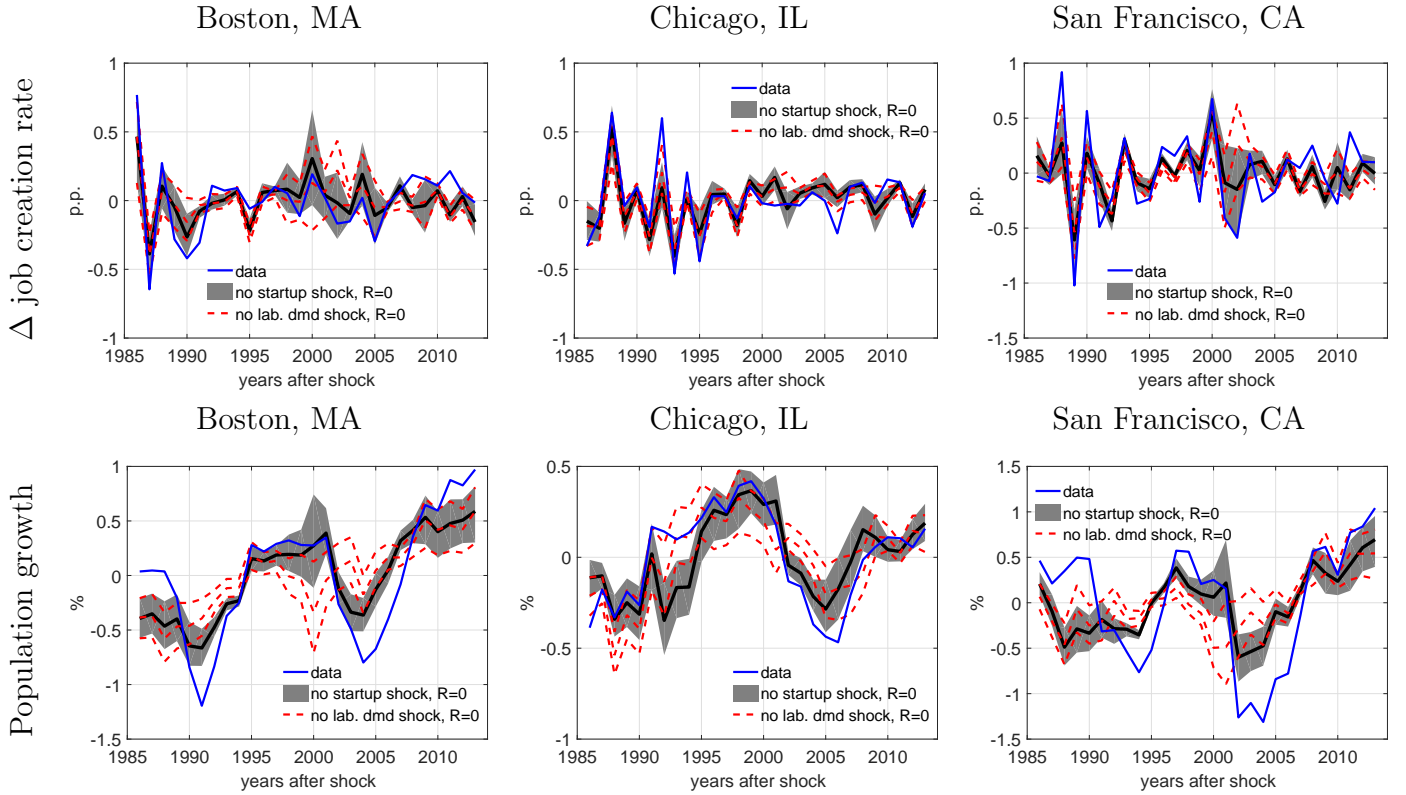 Boston, MA
Chicago, IL
San Francisco, CA
Δ job creation rate
p.p.
1
0.5
0
-0.5
-1
data
no startup shock, R=0
no lab. dmd shock, R=0
1985 1990 1995 2000 2005 2010
years after shock
p.p.
1
0.5
0
-0.5
-1
data
no startup shock, R=0
no lab. dmd shock, R=0
1985 1990 1995 2000 2005 2010
years after shock
p.p.
1
0.5
0
-0.5
-1
-1.5
data
no startup shock, R=0
no lab. dmd shock, R=0
1985 1990 1995 2000 2005 2010
years after shock
Boston, MA
Chicago, IL
San Francisco, CA
Population growth
%
1
0.5
0
-0.5
-1
-1.5
data
no startup shock, R=0
no lab. dmd shock, R=0
1985 1990 1995 2000 2005 2010
years after shock
%
0.5
0
-0.5
-1
data
no startup shock, R=0
no lab. dmd shock, R=0
1985 1990 1995 2000 2005 2010
years after shock
%
1.5
1
0.5
0
-0.5
-1
-1.5
data
no startup shock, R=0
no lab. dmd shock, R=0
1985 1990 1995 2000 2005 2010
years after shock